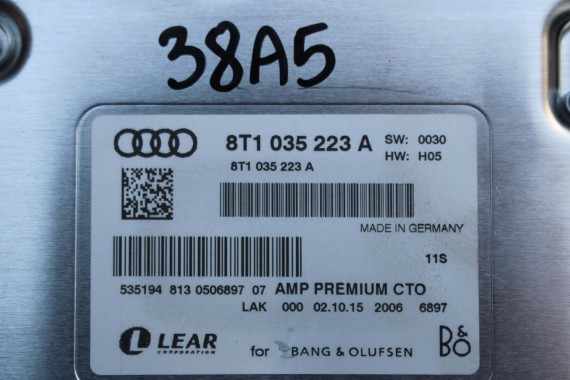 38A5
8T1 035 223 A SW: 0030
8T1 035 223 A HW: H05
MADE IN GERMANY
11S
535194 813 0506897 07 AMP PREMIUM CTO
LAK 000 02.10.15 2006 6897
L LEAR CORPORATION for BANG & OLUFSEN B&O